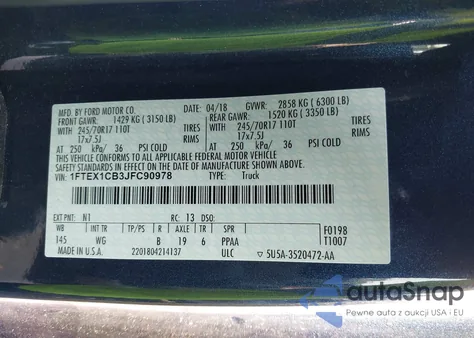 MFD. BY FORD MOTOR CO. DATE: 04/18 GVWR: 2858 KG (6300 LB)
FRONT GAWR: 1429 KG (3150 LB) REAR GAWR: 1520 KG (3350 LB)
WITH 245/70R17 110T TIRES WITH 245/70R17 110T TIRES
17x7.5J RIMS 17x7.5J RIMS
AT 250 kPa/ 36 PSI COLD AT 250 kPa/ 36 PSI COLD
THIS VEHICLE CONFORMS TO ALL APPLICABLE FEDERAL MOTOR VEHICLE
SAFETY STANDARDS IN EFFECT ON THE DATE OF MANUFACTURE SHOWN ABOVE.
VIN: 1FTEX1CB3JFC90978 TYPE: Truck
EXT PNT: N1 RC: 13 DSO:
WB INT TR TP/PS R AXLE TR SPR F0198
145 WG B 19 6 PPAA T1007
MADE IN U.S.A. 2201804214137 ULC 5U5A-3520472-AA
autoSnap
Pewne auta z aukcji USA i EU